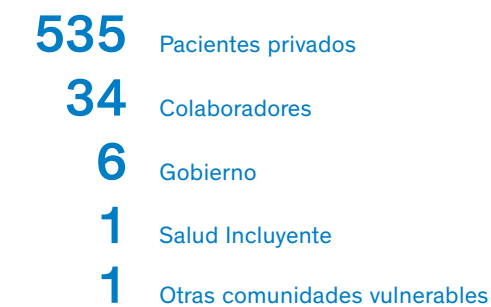 535 Pacientes privados
34 Colaboradores
6 Gobierno
1 Salud Incluyente
1 Otras comunidades vulnerables